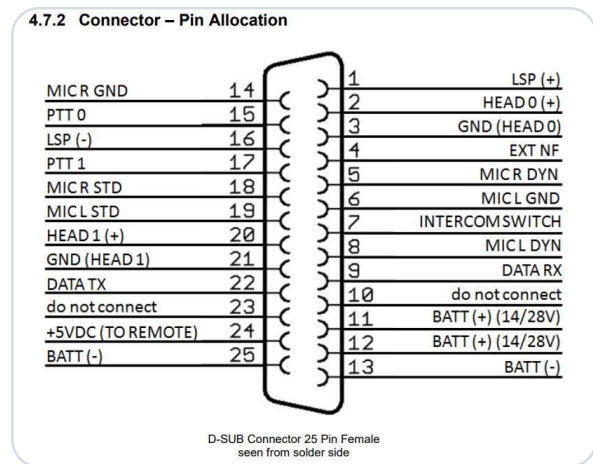 4.7.2 Connector – Pin Allocation
MIC R GND 14
PTT 0 15
LSP (-) 16
PTT 1 17
MIC R STD 18
MIC L STD 19
HEAD 1 (+) 20
GND (HEAD 1) 21
DATA TX 22
do not connect 23
+5VDC (TO REMOTE) 24
BATT (-) 25
1 LSP (+)
2 HEAD 0 (+)
3 GND (HEAD 0)
4 EXT NF
5 MIC R DYN
6 MIC L GND
7 INTERCOM SWITCH
8 MIC L DYN
9 DATA RX
10 do not connect
11 BATT (+) (14/28V)
12 BATT (+) (14/28V)
13 BATT (-)
D-SUB Connector 25 Pin Female
seen from solder side